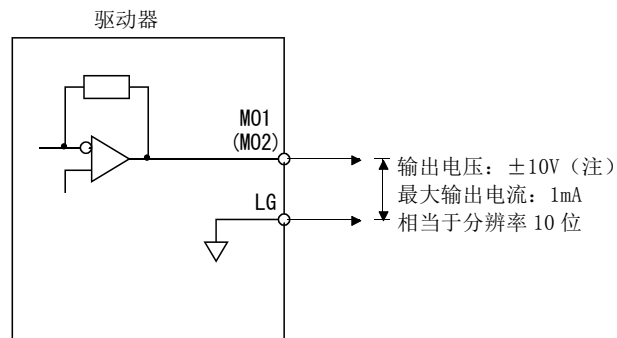 驱动器
MO1
(MO2)
LG
输出电压：±10V（注）
最大输出电流：1mA
相当于分辨率 10 位